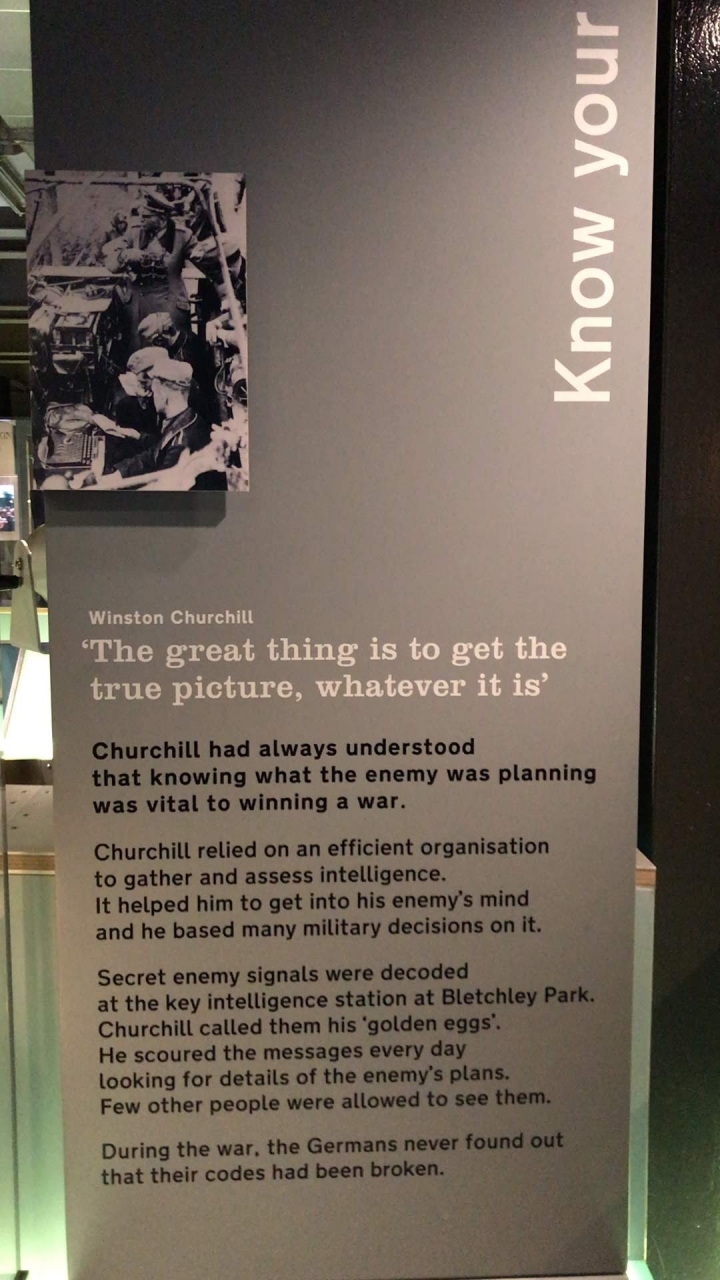 Know your
Winston Churchill
‘The great thing is to get the
true picture, whatever it is’
Churchill had always understood
that knowing what the enemy was planning
was vital to winning a war.
Churchill relied on an efficient organisation
to gather and assess intelligence.
It helped him to get into his enemy's mind
and he based many military decisions on it.
Secret enemy signals were decoded
at the key intelligence station at Bletchley Park.
Churchill called them his ‘golden eggs’.
He scoured the messages every day
looking for details of the enemy's plans.
Few other people were allowed to see them.
During the war, the Germans never found out
that their codes had been broken.